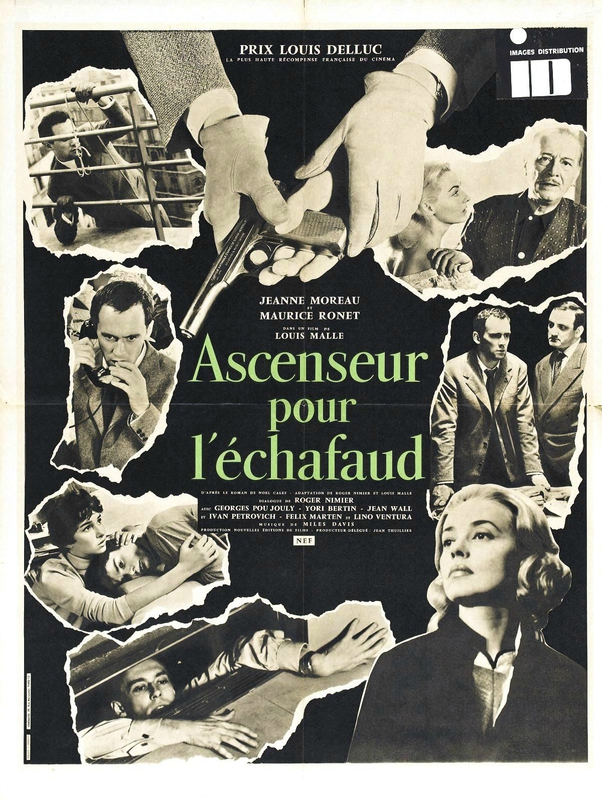 PRIX LOUIS DELLUC
LA PLUS HAUTE RÉCOMPENSE FRANÇAISE DU CINÉMA
IMAGES DISTRIBUTION
ID
JEANNE MOREAU
ET
MAURICE RONET
DANS UN FILM DE
LOUIS MALLE
Ascenseur
pour
l'échafaud
D'APRÈS LE ROMAN DE NOEL CALEF - ADAPTATION DE ROGER NIMIER ET LOUIS MALLE
DIALOGUE DE ROGER NIMIER
AVEC GEORGES POUJOULY - YORI BERTIN - JEAN WALL
ET IVAN PETROVICH - FELIX MARTEN ET LINO VENTURA
MUSIQUE DE MILES DAVIS
PRODUCTION NOUVELLES ÉDITIONS DE FILMS - PRODUCTEUR-DÉLÉGUÉ: JEAN THUILLIER
NEF